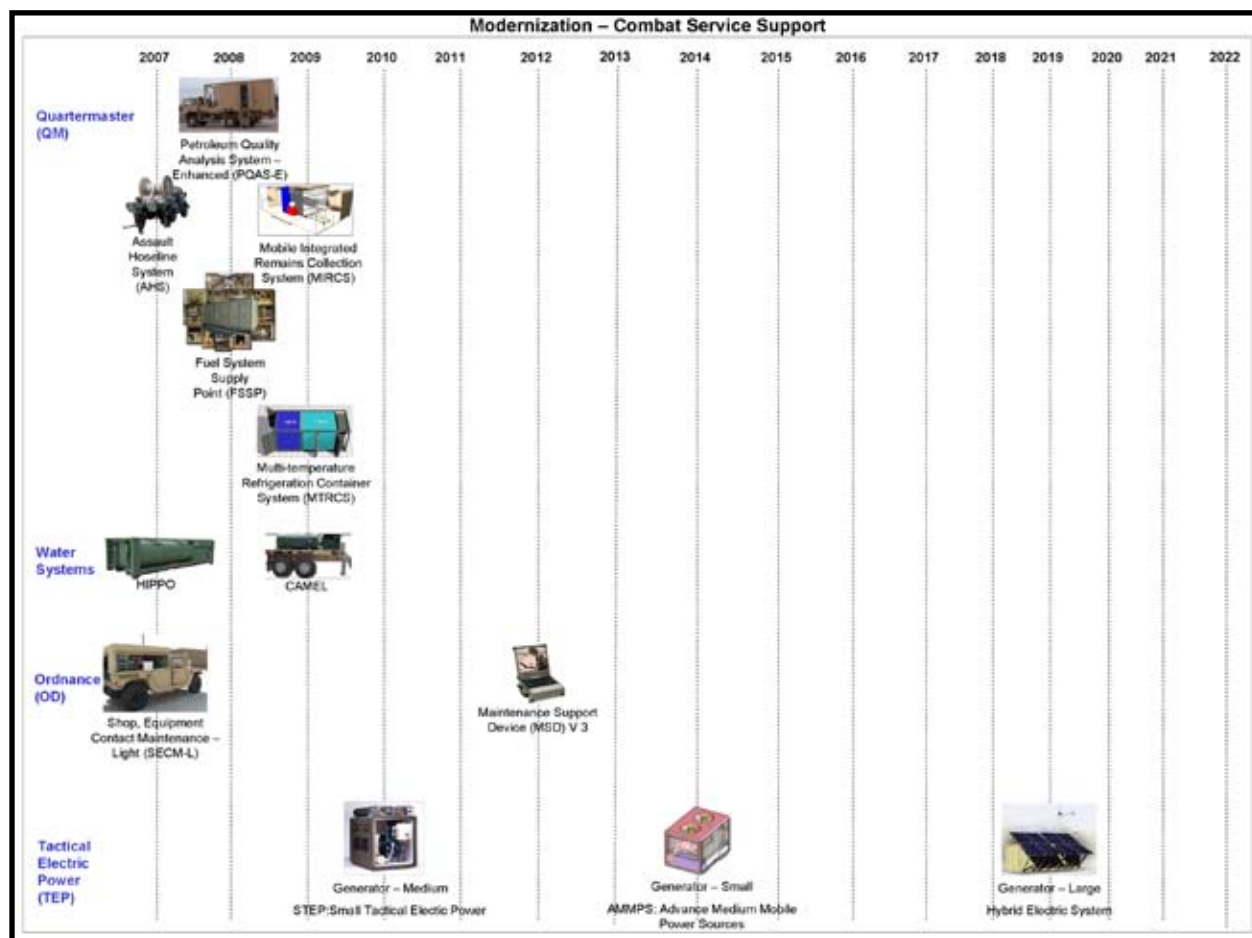 Modernization – Combat Service Support
2007 2008 2009 2010 2011 2012 2013 2014 2015 2016 2017 2018 2019 2020 2021 2022
Quartermaster
(QM)
Petroleum Quality
Analysis System –
Enhanced (PQAS-E)
Assault
Hoseline
System
(AHS)
Mobile Integrated
Remains Collection
System (MIRCS)
Fuel System
Supply
Point (FSSP)
Multi-temperature
Refrigeration Container
System (MTRCS)
Water
Systems
HIPPO
CAMEL
Ordnance
(OD)
Shop, Equipment
Contact Maintenance –
Light (SECM-L)
Maintenance Support
Device (MSD) V 3
Tactical
Electric
Power
(TEP)
Generator – Medium
STEP:Small Tactical Electic Power
Generator – Small
AMMPS: Advance Medium Mobile
Power Sources
Generator – Large
Hybrid Electric System